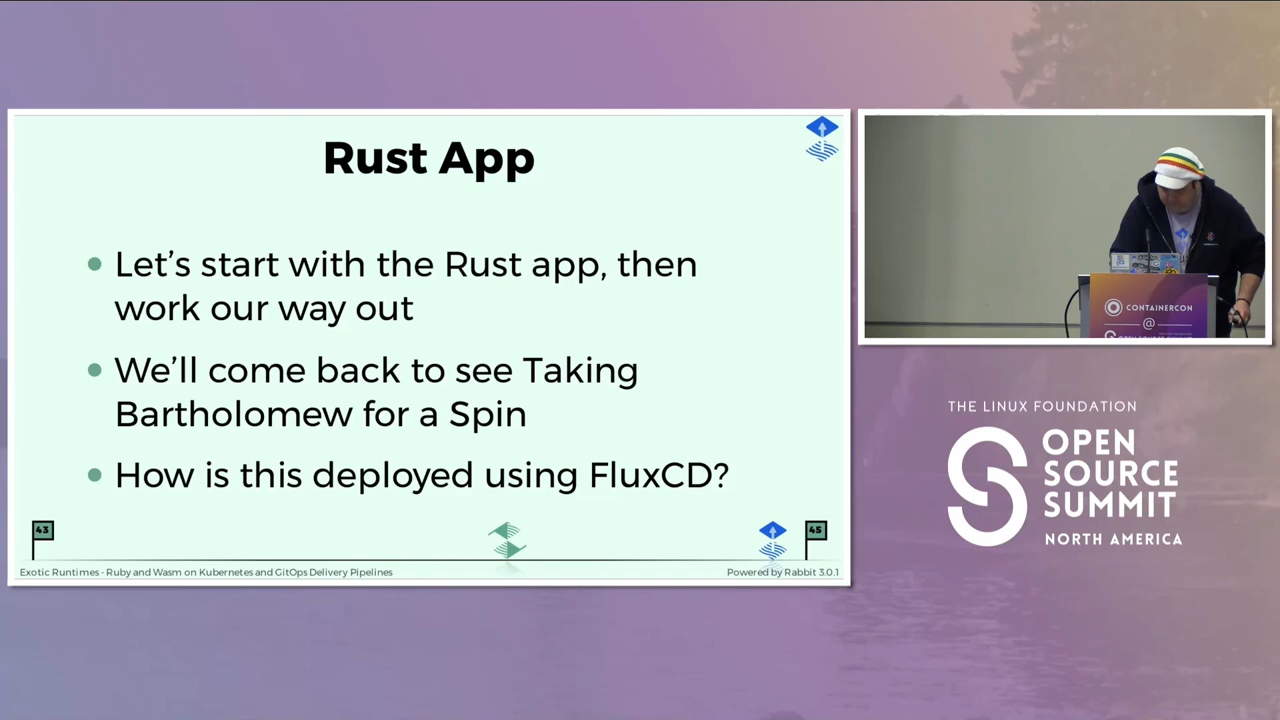 Rust App
Let's start with the Rust app, then
work our way out
We'll come back to see Taking
Bartholomew for a Spin
How is this deployed using FluxCD?
43
45
Exotic Runtimes - Ruby and Wasm on Kubernetes and GitOps Delivery Pipelines
Powered by Rabbit 3.0.1
CONTAINERCON
@
THE LINUX FOUNDATION
OPEN
SOURCE
SUMMIT
NORTH AMERICA